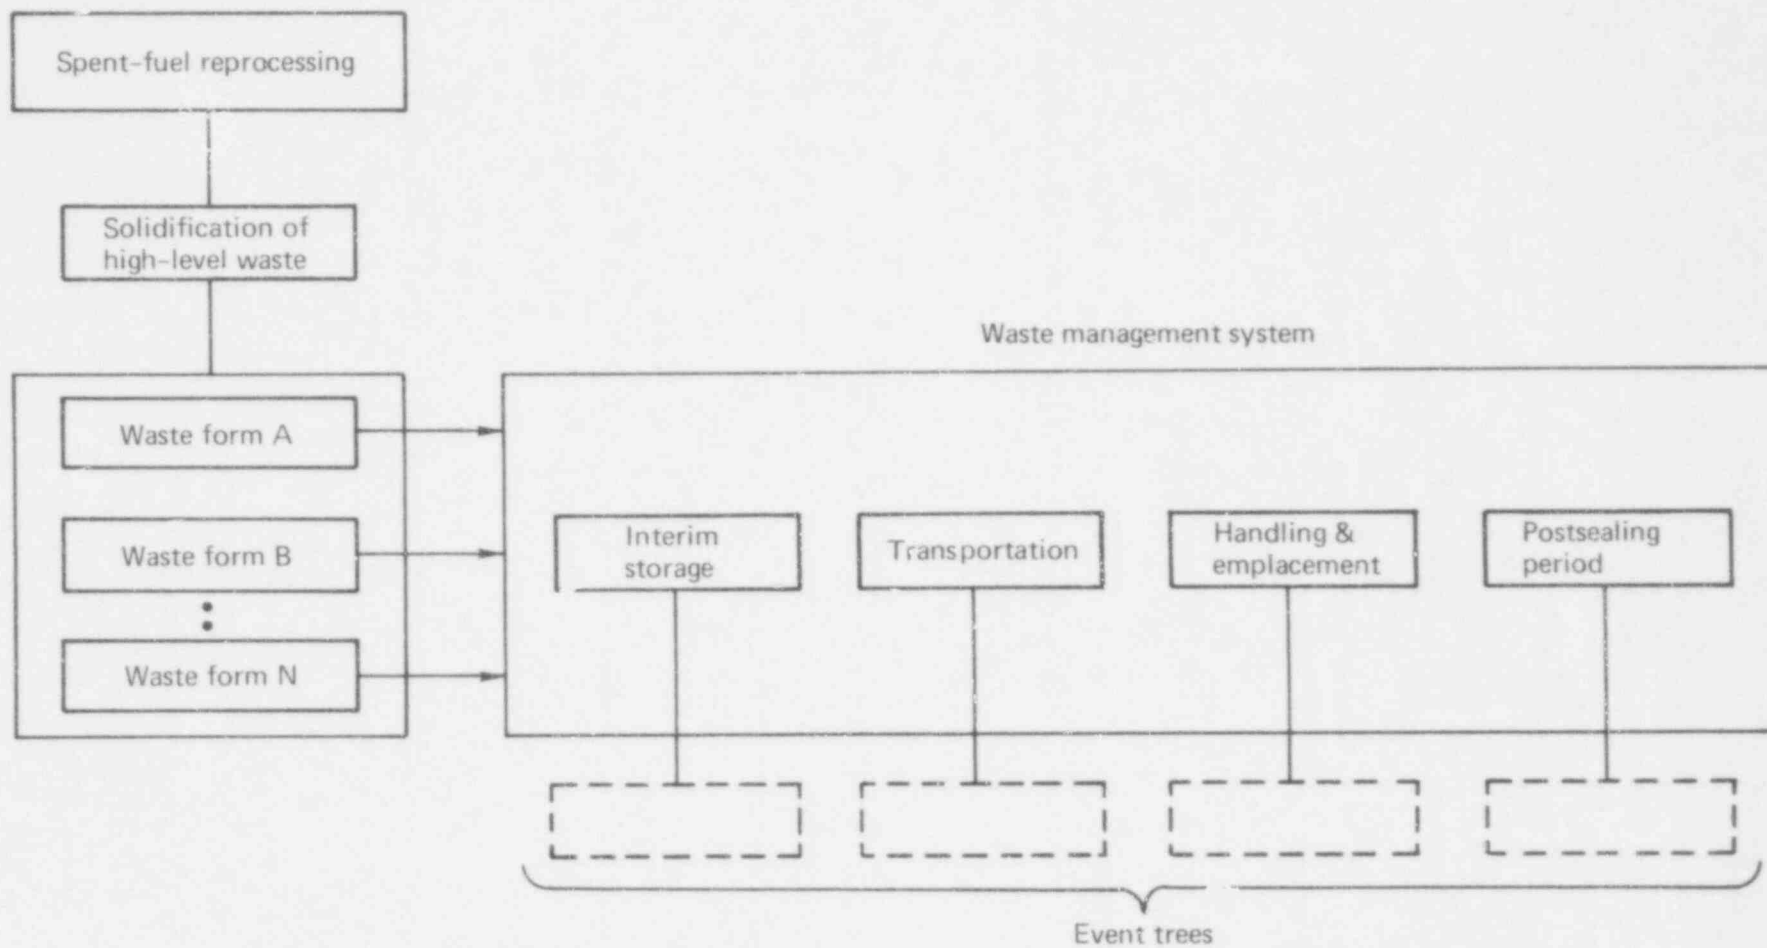 Spent-fuel reprocessing
Solidification of
high-level waste
Waste management system
Waste form A
Waste form B
Waste form N
Interim
storage
Transportation
Handling &
emplacement
Postsealing
period
Event trees